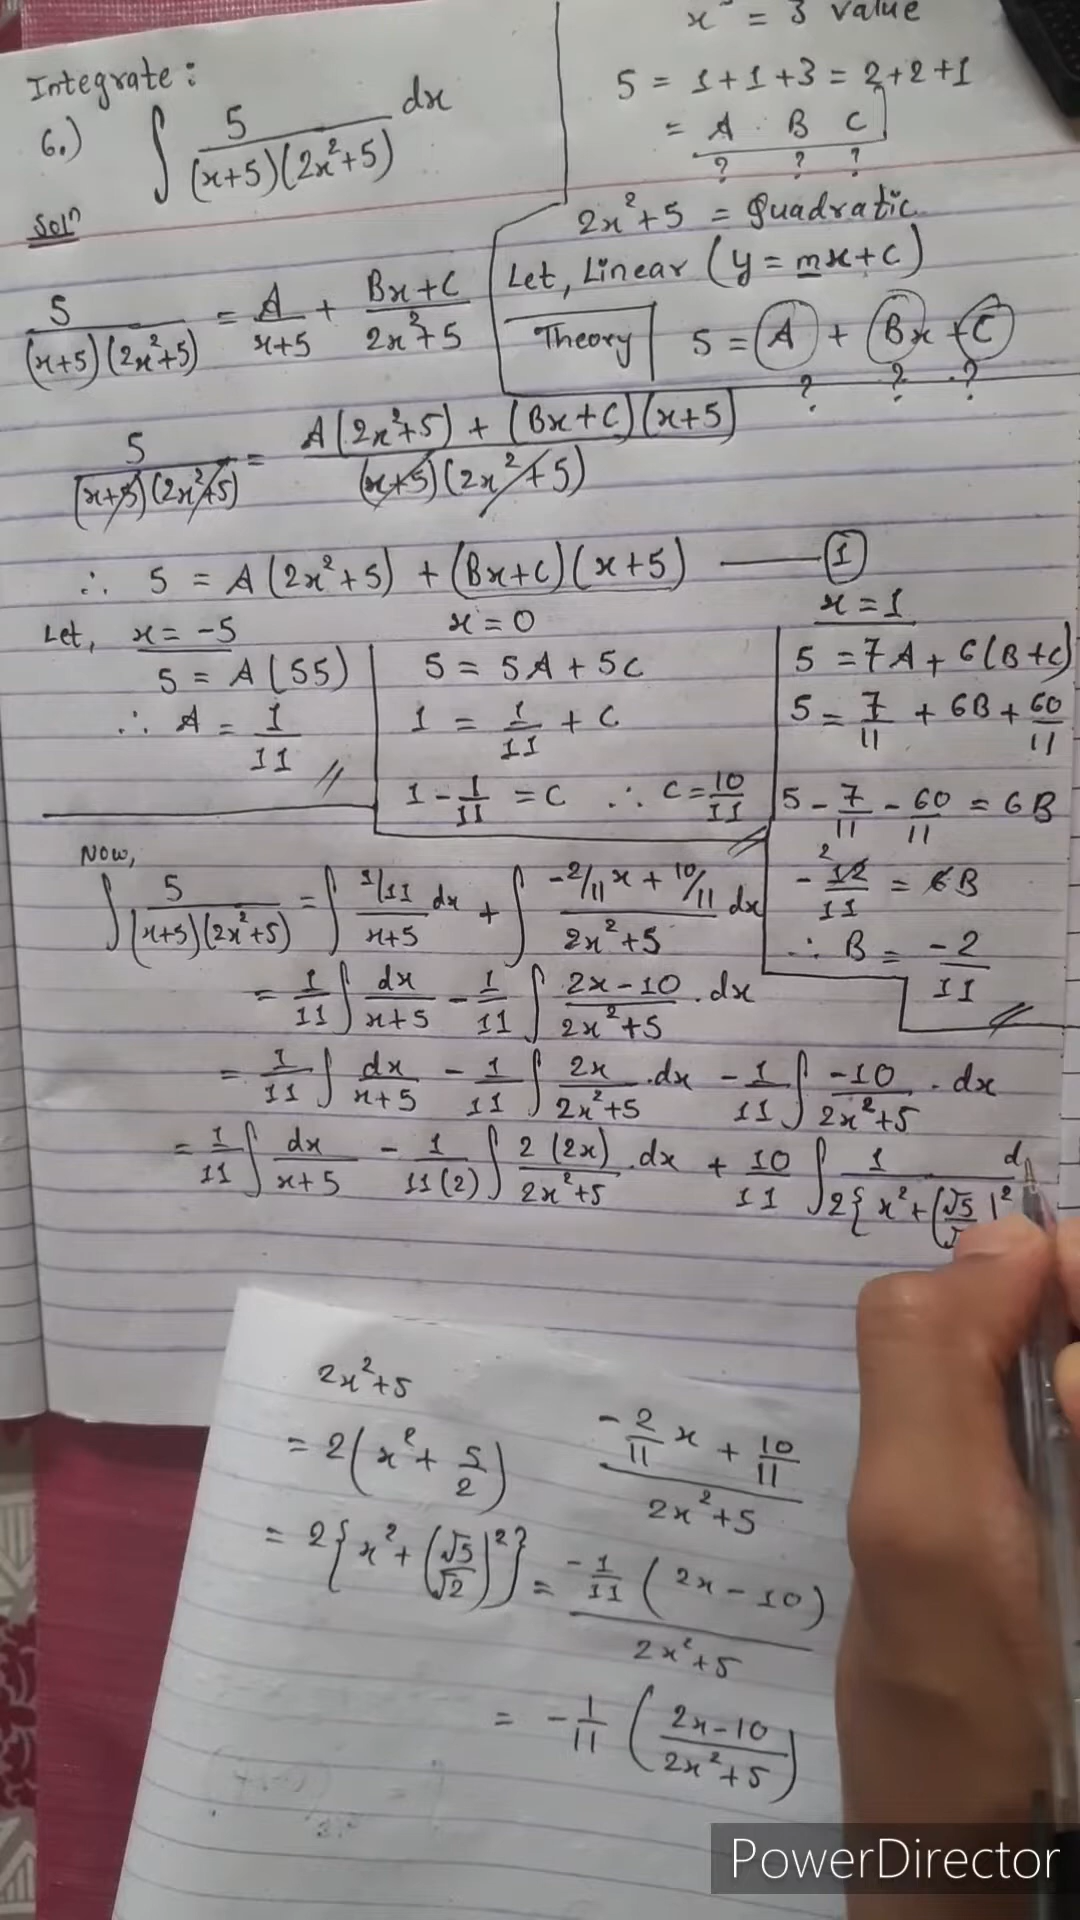 x² = 3 value
Integrate:
6.) ∫ 5/((x+5)(2x²+5)) dx
5 = 1+1+3 = 2+2+1
= A B C
? ? ?
Solⁿ
2x²+5 = Quadratic
Let, Linear (y = mx+c)
Theory 5 = A + Bx + C
? ? ?
5/((x+5)(2x²+5)) = A/(x+5) + (Bx+C)/(2x²+5)
5/((x+5)(2x²+5)) = (A(2x²+5) + (Bx+C)(x+5))/((x+5)(2x²+5))
∴ 5 = A(2x²+5) + (Bx+C)(x+5) —— 1
Let, x = -5
5 = A(55)
∴ A = 1/11
x = 0
5 = 5A + 5C
1 = 1/11 + C
1 - 1/11 = C ∴ C = 10/11
x = 1
5 = 7A + 6(B+C)
5 = 7/11 + 6B + 60/11
5 - 7/11 - 60/11 = 6B
2
-12/11 = 6B
∴ B = -2/11
Now,
∫ 5/((x+5)(2x²+5)) = ∫ (1/11)/(x+5) dx + ∫ (-2/11 x + 10/11)/(2x²+5) dx
= 1/11 ∫ dx/(x+5) - 1/11 ∫ (2x-10)/(2x²+5) . dx
= 1/11 ∫ dx/(x+5) - 1/11 ∫ 2x/(2x²+5) . dx - 1/11 ∫ -10/(2x²+5) . dx
= 1/11 ∫ dx/(x+5) - 1/(11(2)) ∫ 2(2x)/(2x²+5) . dx + 10/11 ∫ 1/(2{x²+(√5/√)² d
2x²+5
= 2(x² + 5/2)
= 2{x² + (√5/√2)²}
(-2/11 x + 10/11)/(2x²+5)
= (-1/11 (2x - 10))/(2x²+5)
= -1/11 ((2x-10)/(2x²+5))
PowerDirector